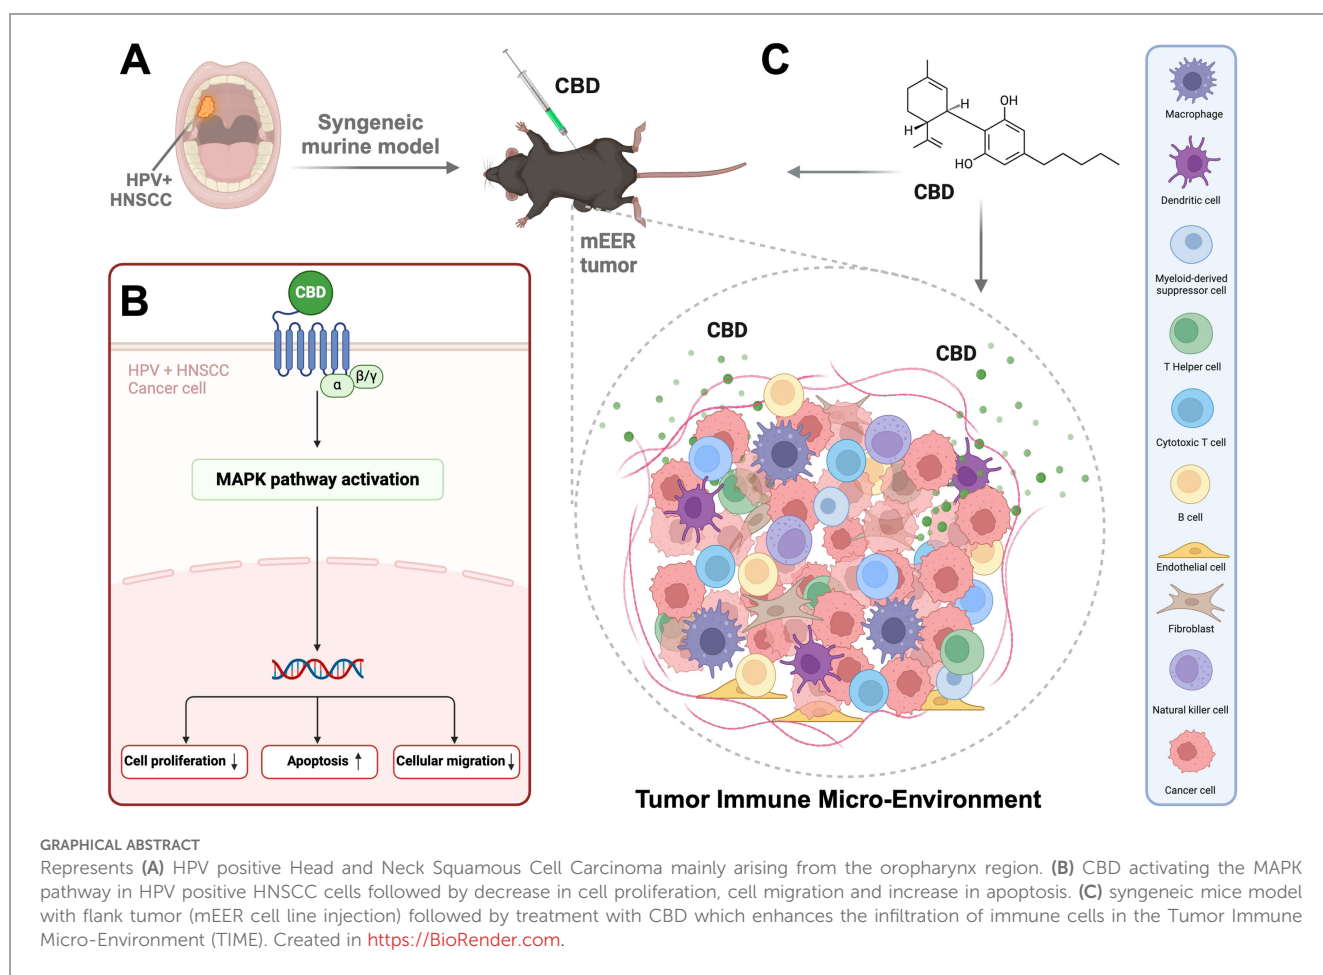 A
HPV+
HNSCC
Syngeneic
murine model
CBD
mEER
tumor
C
H
OH
H
HO
CBD
B
CBD
HPV + HNSCC
Cancer cell
α
β/γ
MAPK pathway activation
Cell proliferation ↓
Apoptosis ↑
Cellular migration ↓
CBD
CBD
Tumor Immune Micro-Environment
Macrophage
Dendritic cell
Myeloid-derived
suppressor cell
T Helper cell
Cytotoxic T cell
B cell
Endothelial cell
Fibroblast
Natural killer cell
Cancer cell
GRAPHICAL ABSTRACT
Represents (A) HPV positive Head and Neck Squamous Cell Carcinoma mainly arising from the oropharynx region. (B) CBD activating the MAPK
pathway in HPV positive HNSCC cells followed by decrease in cell proliferation, cell migration and increase in apoptosis. (C) syngeneic mice model
with flank tumor (mEER cell line injection) followed by treatment with CBD which enhances the infiltration of immune cells in the Tumor Immune
Micro-Environment (TIME). Created in https://BioRender.com.